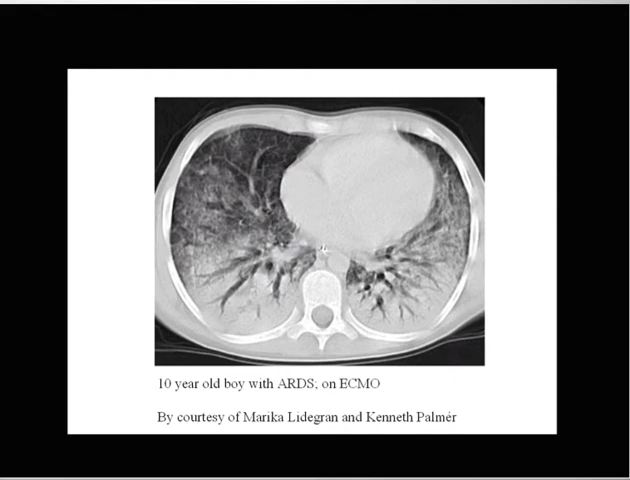 10 year old boy with ARDS; on ECMO
By courtesy of Marika Lidegran and Kenneth Palmér